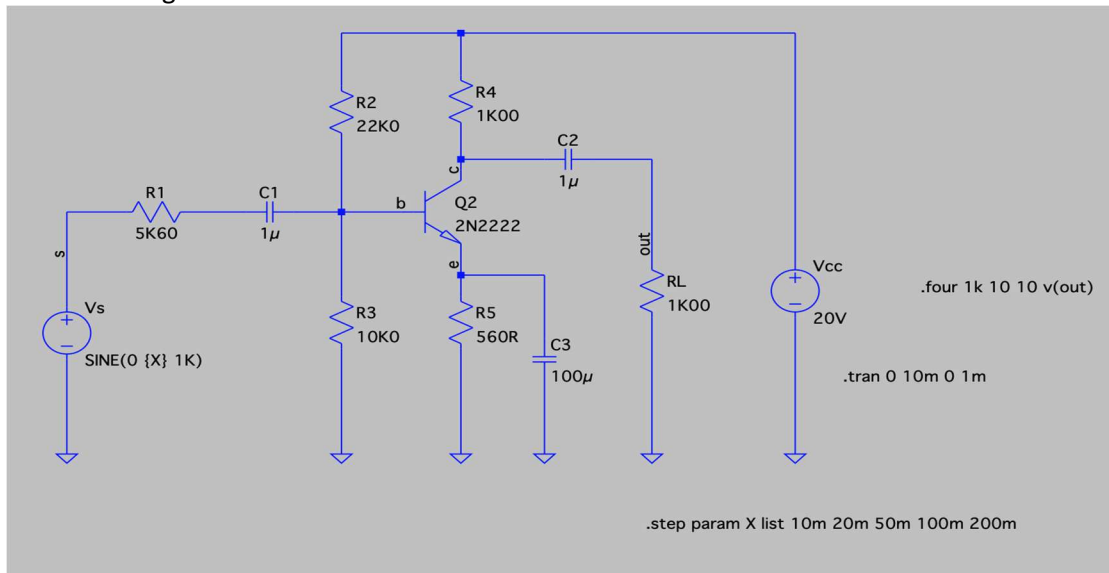 R2
22K0
R4
1K00
C2
1µ
c
R1
5K60
C1
1µ
b
Q2
2N2222
s
e
out
Vs
SINE(0 {X} 1K)
R3
10K0
R5
560R
C3
100µ
RL
1K00
Vcc
20V
.four 1k 10 10 v(out)
.tran 0 10m 0 1m
.step param X list 10m 20m 50m 100m 200m